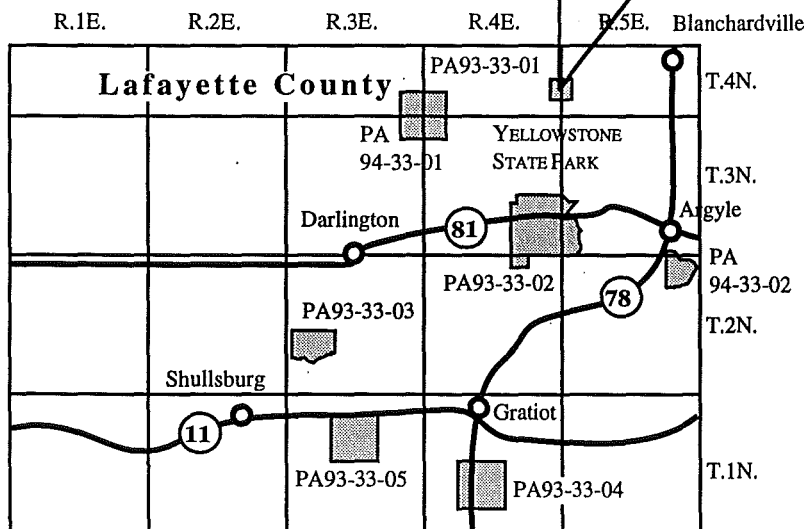 R.1E. R.2E. R.3E. R.4E. R.5E. Blanchardville
PA93-33-01
Lafayette County
T.4N.
PA
94-33-01
YELLOWSTONE
STATE PARK
T.3N.
Darlington
81
Argyle
PA
94-33-02
PA93-33-02
78
PA93-33-03
T.2N.
Shullsburg
Gratiot
11
T.1N.
PA93-33-05
PA93-33-04